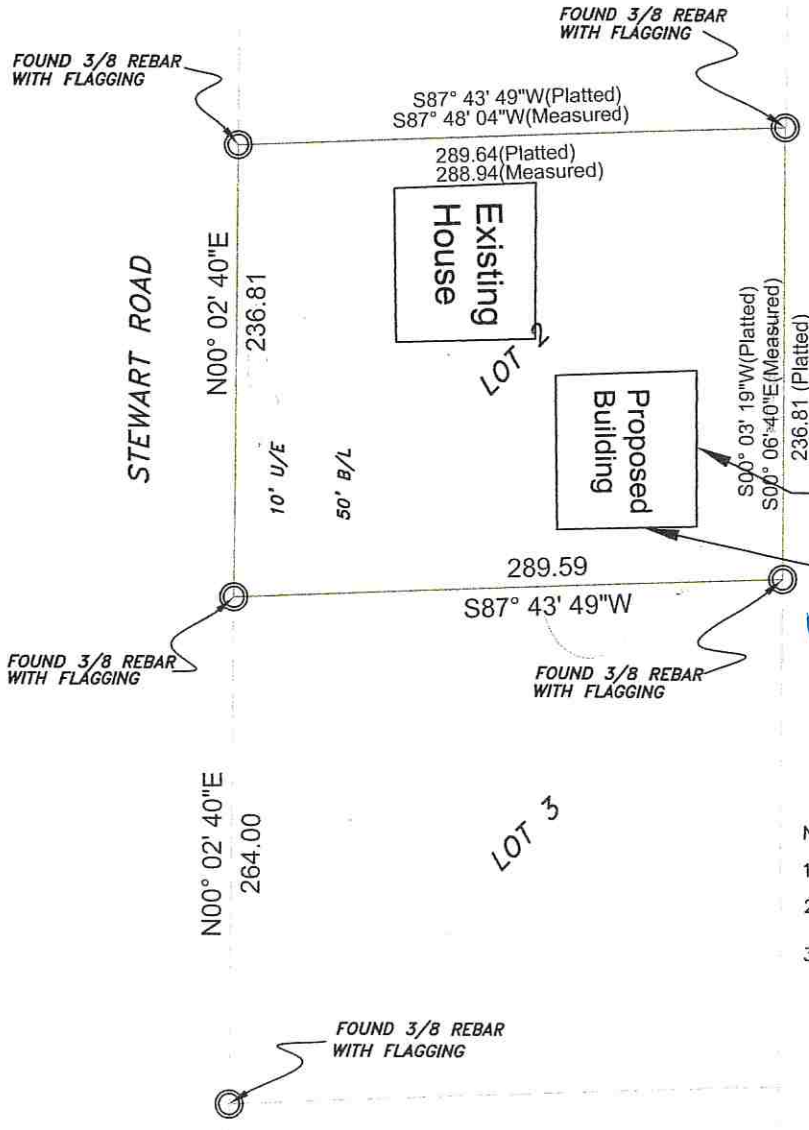 FOUND 3/8 REBAR
WITH FLAGGING
FOUND 3/8 REBAR
WITH FLAGGING
S87° 43' 49"W(Platted)
S87° 48' 04"W(Measured)
289.64(Platted)
288.94(Measured)
STEWART ROAD
N00° 02' 40"E
236.81
Existing
House
LOT 2
10' U/E
50' B/L
Proposed
Building
S00° 03' 19"W(Platted)
S00° 06' 40"E(Measured)
236.81 (Platted)
289.59
S87° 43' 49"W
FOUND 3/8 REBAR
WITH FLAGGING
FOUND 3/8 REBAR
WITH FLAGGING
N00° 02' 40"E
264.00
LOT 3
N
1
2
3
FOUND 3/8 REBAR
WITH FLAGGING